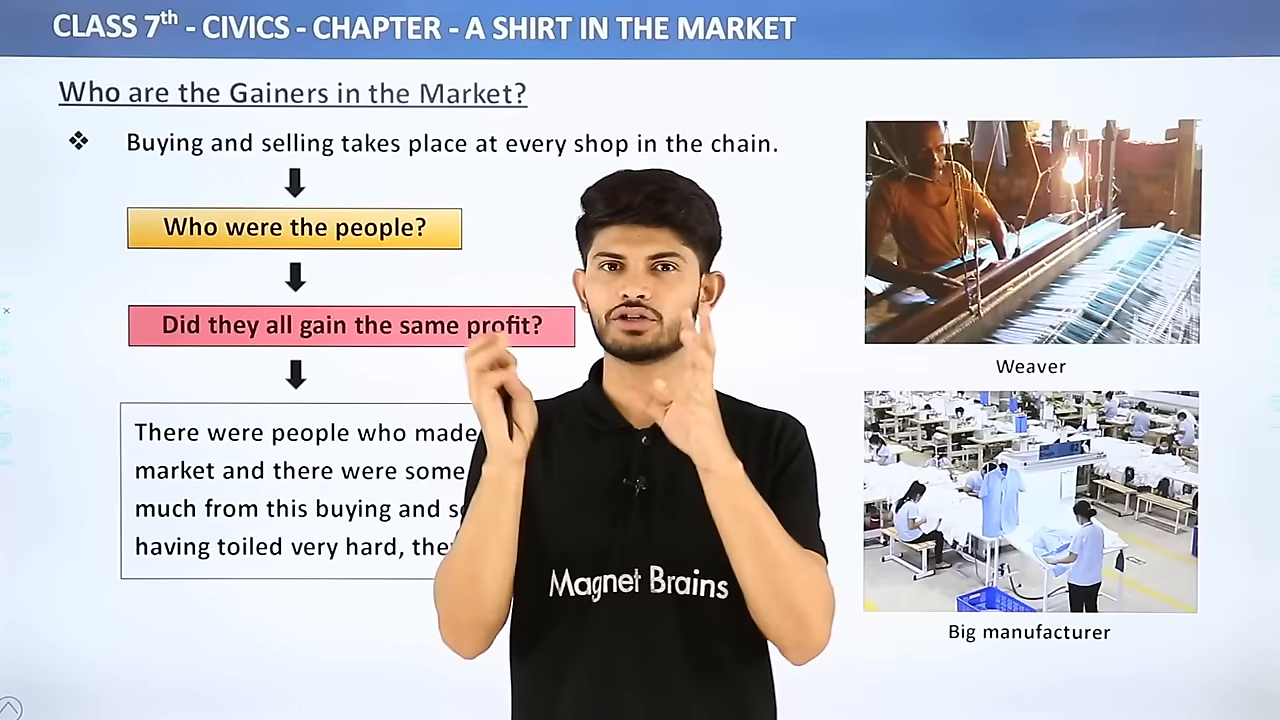 CLASS 7th - CIVICS - CHAPTER - A SHIRT IN THE MARKET
Who are the Gainers in the Market?
❖ Buying and selling takes place at every shop in the chain.
Who were the people?
Did they all gain the same profit?
There were people who made
market and there were some
much from this buying and
having toiled very hard,
Weaver
Big manufacturer
Magnet Brains